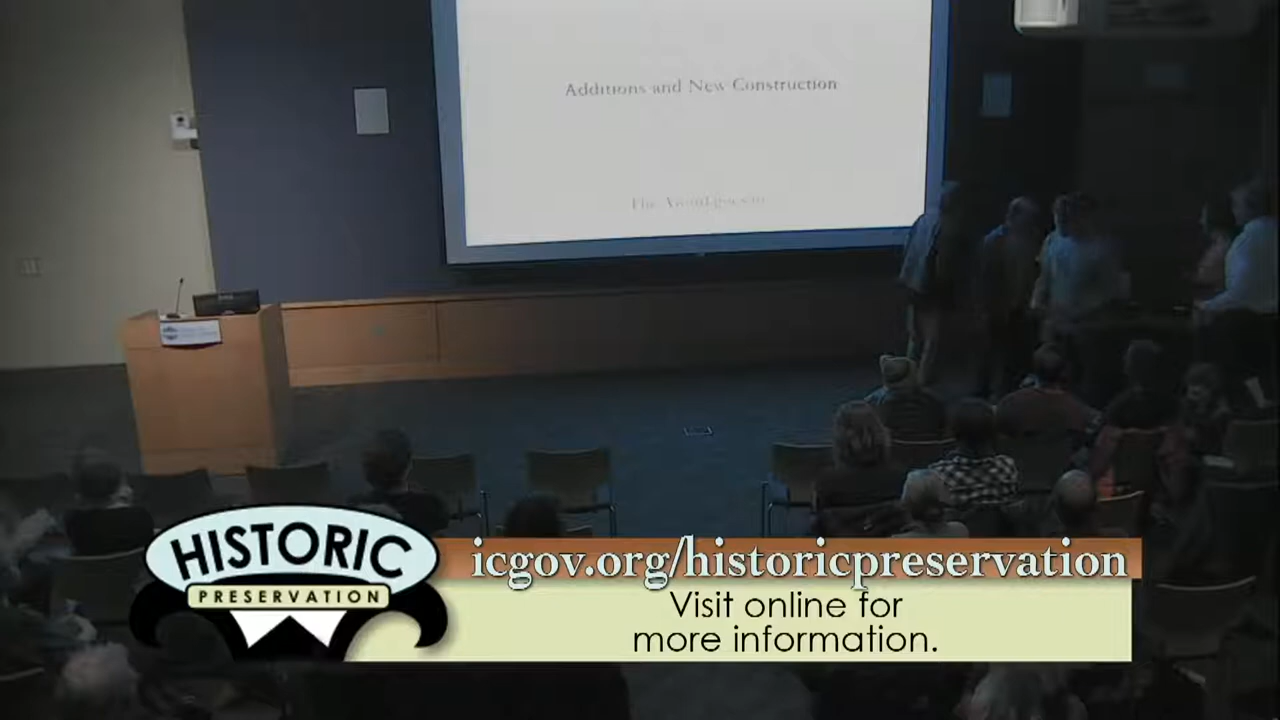 Additions and New Construction
HISTORIC
PRESERVATION
icgov.org/historicpreservation
Visit online for
more information.